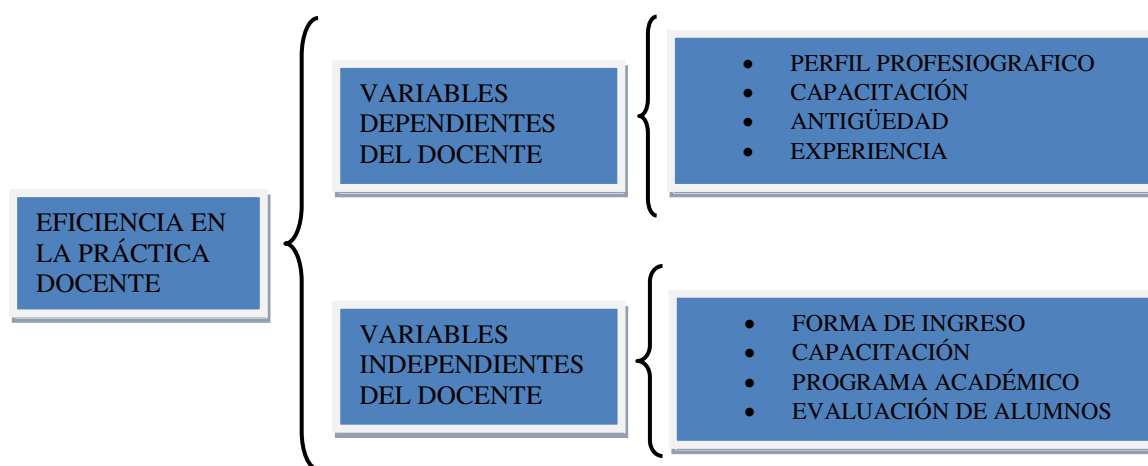 EFICIENCIA EN
LA PRÁCTICA
DOCENTE
VARIABLES
DEPENDIENTES
DEL DOCENTE
• PERFIL PROFESIOGRAFICO
• CAPACITACIÓN
• ANTIGÜEDAD
• EXPERIENCIA
VARIABLES
INDEPENDIENTES
DEL DOCENTE
• FORMA DE INGRESO
• CAPACITACIÓN
• PROGRAMA ACADÉMICO
• EVALUACIÓN DE ALUMNOS